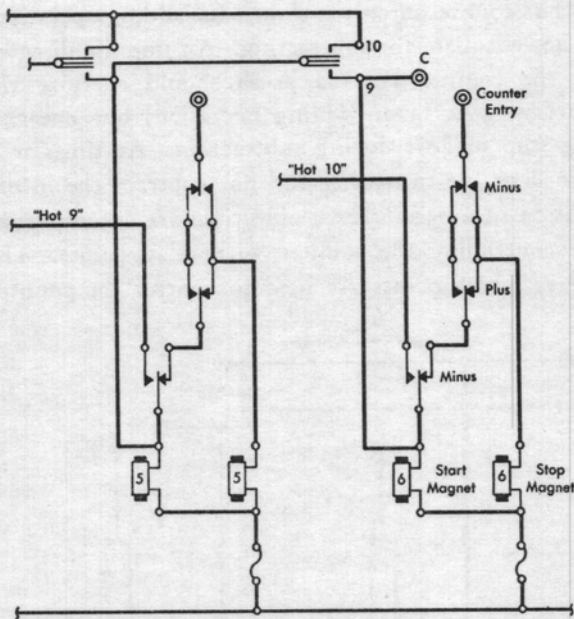 10
C
9
Counter
Entry
"Hot 10"
Minus
"Hot 9"
Plus
Minus
5
5
6
Start
Magnet
6
Stop
Magnet